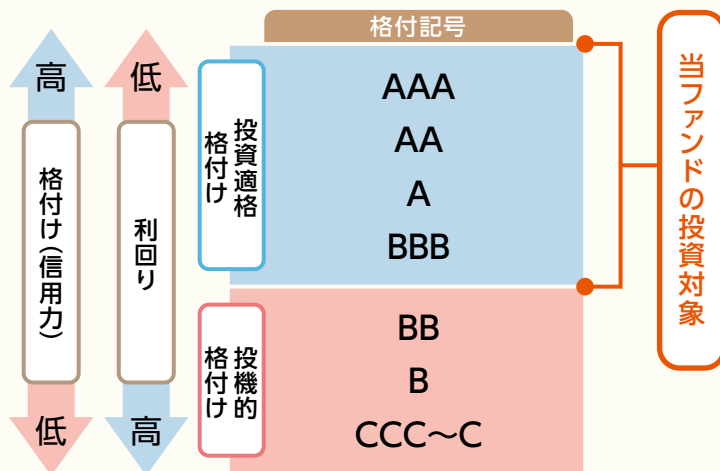 格付記号
高
低
格付け(信用力)
利回り
低
高
投資適格
格付け
AAA
AA
A
BBB
投機的
格付け
BB
B
CCC～C
当ファンドの投資対象